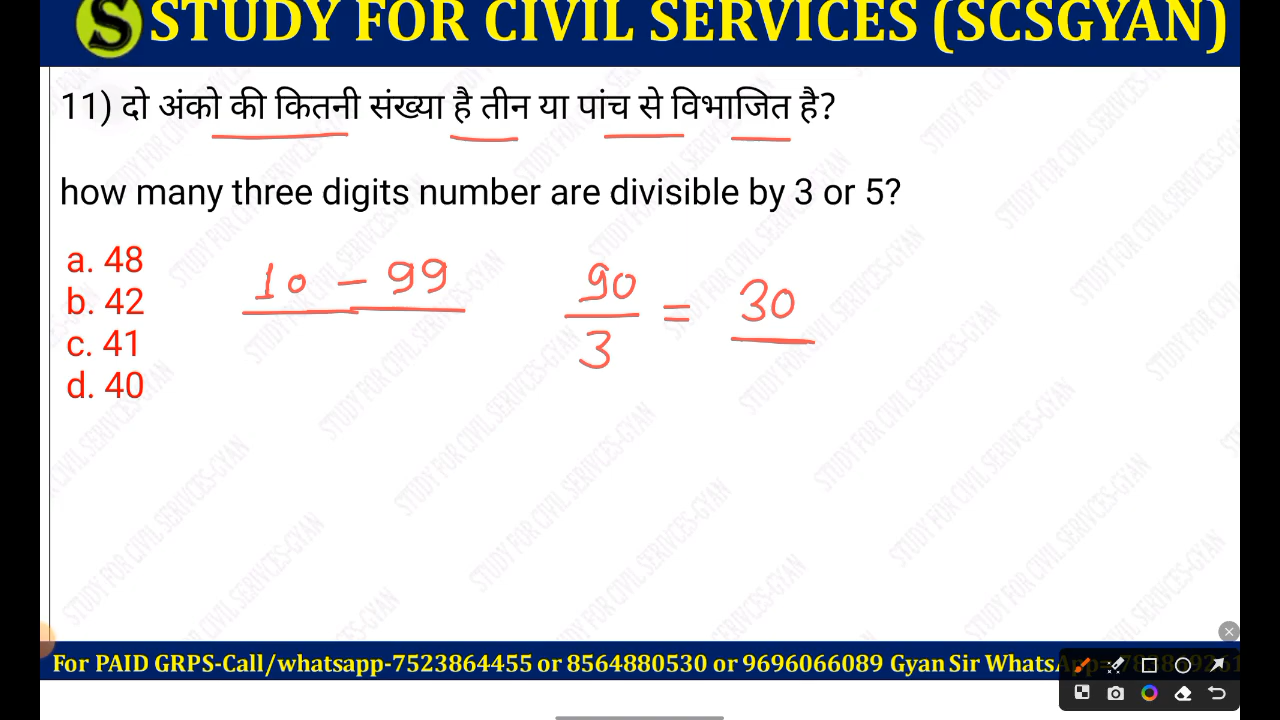 S STUDY FOR CIVIL SERVICES (SCSGYAN)
11) दो अंको की कितनी संख्या है तीन या पांच से विभाजित है?
how many three digits number are divisible by 3 or 5?
a. 48
b. 42
c. 41
d. 40
10 - 99
90
3
= 30
For PAID GRPS-Call/whatsapp-7523864455 or 8564880530 or 9696066089 Gyan Sir WhatsApp=